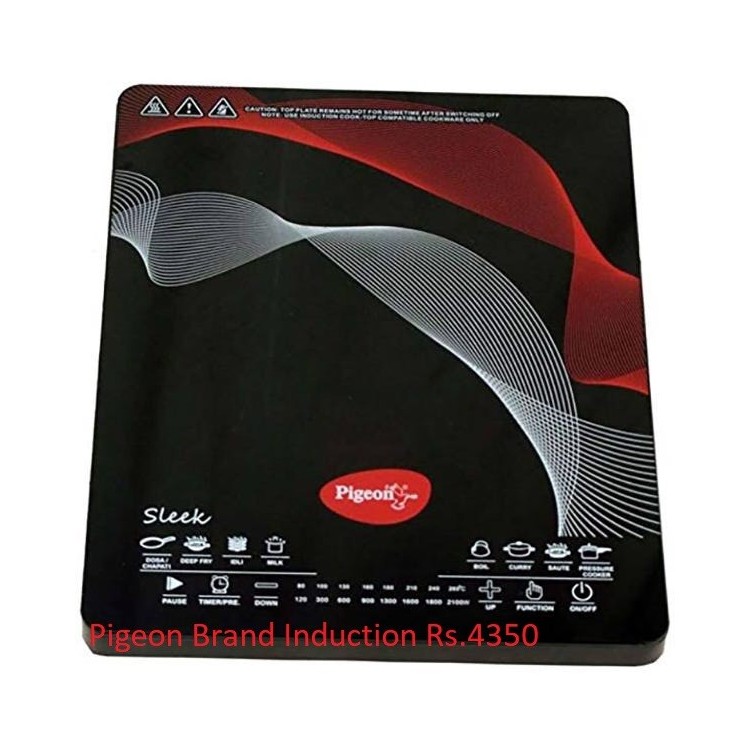 CAUTION: TOP PLATE REMAINS HOT FOR SOMETIME AFTER SWITCHING OFF
NOTE: USE INDUCTION COOK-TOP COMPATIBLE COOKWARE ONLY
Pigeon
Sleek
DOSA / CHAPATI DEEP FRY IDLI MILK BOIL CURRY SAUTE PRESSURE COOKER
80 100 130 160 180 210 240 260°C
PAUSE TIMER/PRE. DOWN 120 300 600 900 1300 1600 1800 2100W UP FUNCTION ON/OFF
Pigeon Brand Induction Rs.4350